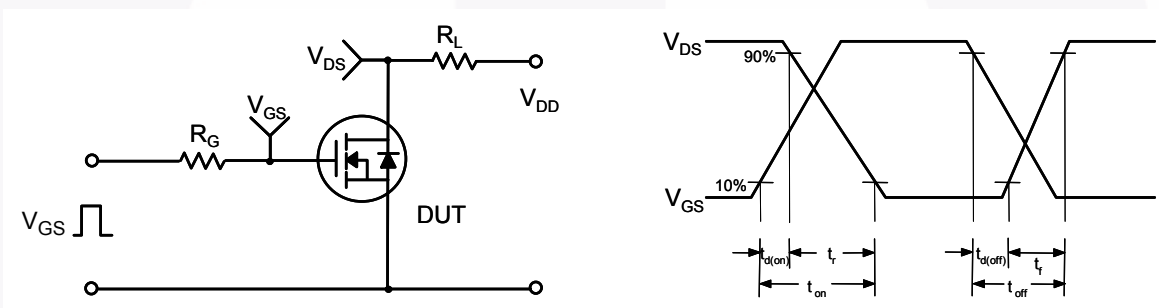 R_L
V_DS
V_DD
V_GS
R_G
V_GS
DUT
V_DS
90%
10%
V_GS
t_d(on) t_r t_d(off) t_f
t_on t_off